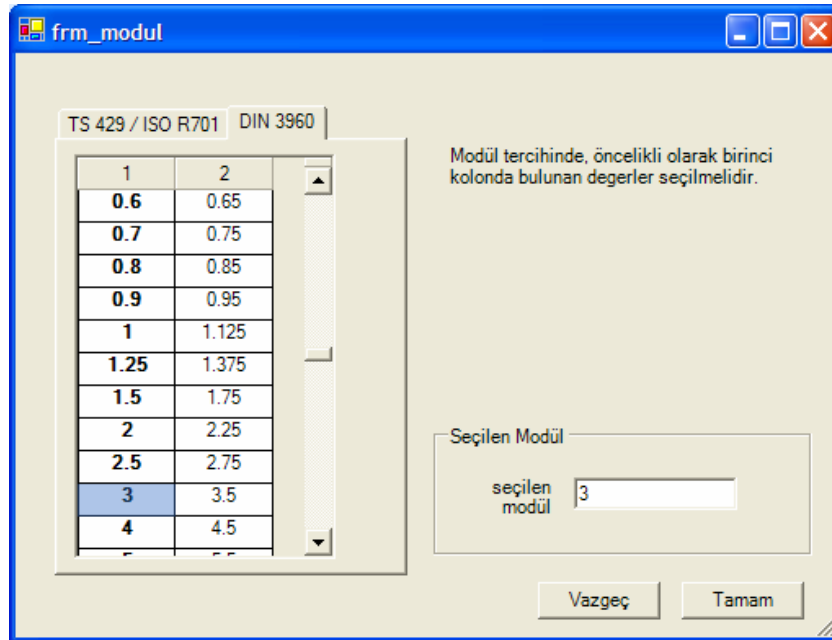 frm_modul
TS 429 / ISO R701 DIN 3960
1 2
0.6 0.65
0.7 0.75
0.8 0.85
0.9 0.95
1 1.125
1.25 1.375
1.5 1.75
2 2.25
2.5 2.75
3 3.5
4 4.5
Modül tercihinde, öncelikli olarak birinci
kolonda bulunan degerler seçilmelidir.
Seçilen Modül
seçilen
modül
3
Vazgeç Tamam